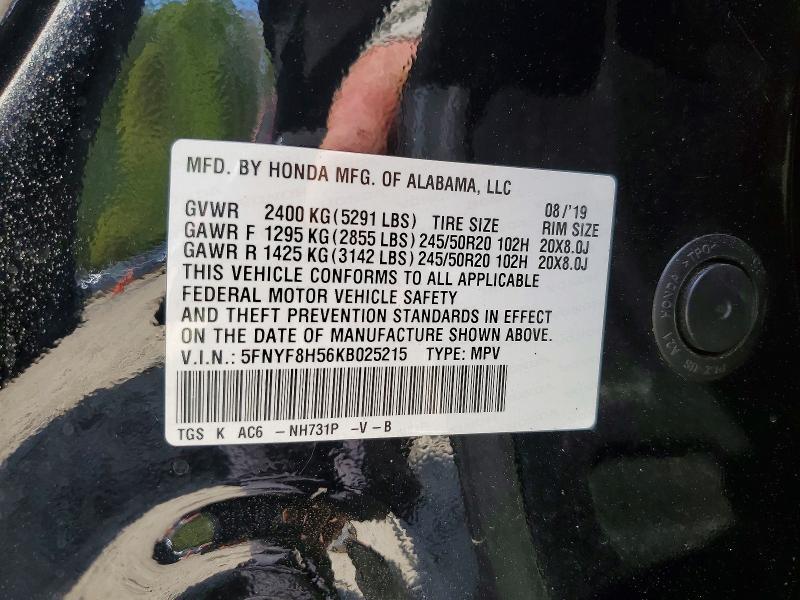 MFD. BY HONDA MFG. OF ALABAMA, LLC
08/'19
GVWR 2400 KG (5291 LBS) TIRE SIZE RIM SIZE
GAWR F 1295 KG (2855 LBS) 245/50R20 102H 20X8.0J
GAWR R 1425 KG (3142 LBS) 245/50R20 102H 20X8.0J
THIS VEHICLE CONFORMS TO ALL APPLICABLE
FEDERAL MOTOR VEHICLE SAFETY
AND THEFT PREVENTION STANDARDS IN EFFECT
ON THE DATE OF MANUFACTURE SHOWN ABOVE.
V.I.N.: 5FNYF8H56KB025215 TYPE: MPV
TGS K AC6 -NH731P -V-B